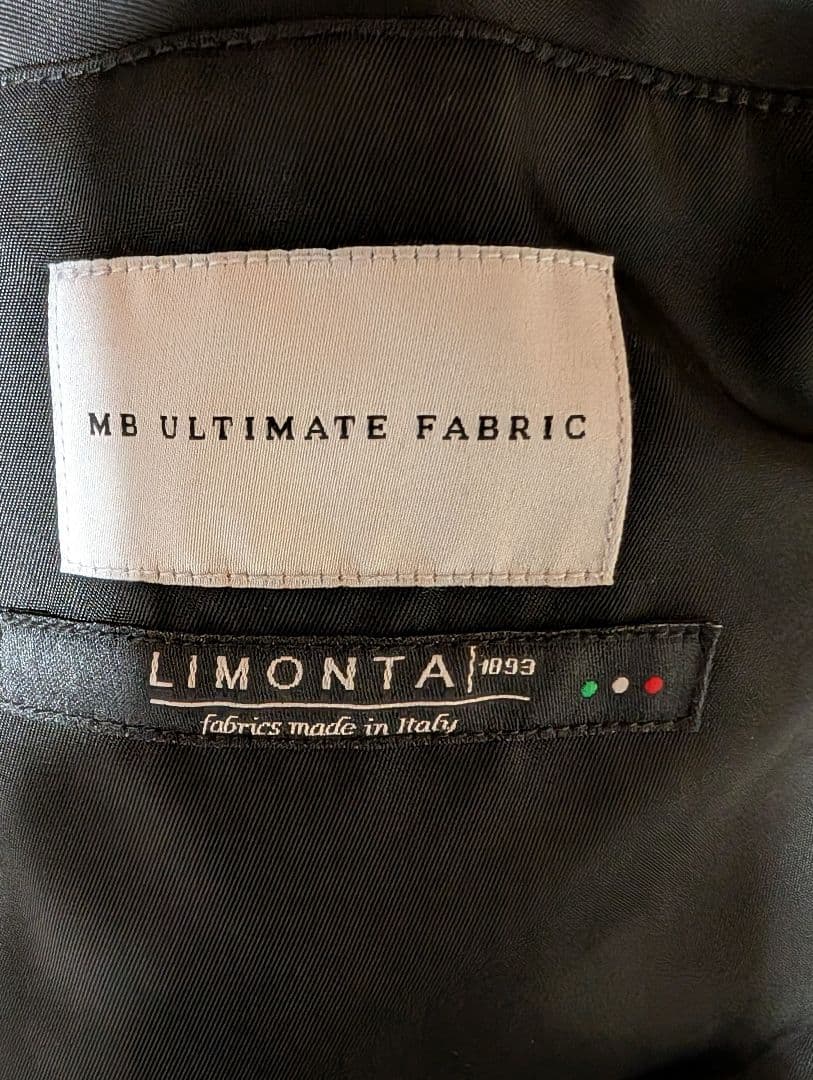 MB ULTIMATE FABRIC
LIMONTA|1893
fabrics made in Italy